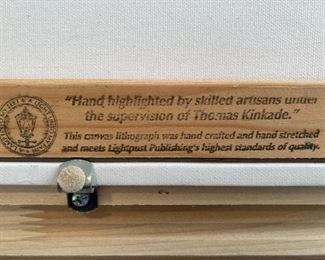 "Hand highlighted by skilled artisans under
the supervision of Thomas Kinkade."
This canvas lithograph was hand crafted and hand stretched
and meets Lightpost Publishing's highest standards of quality.